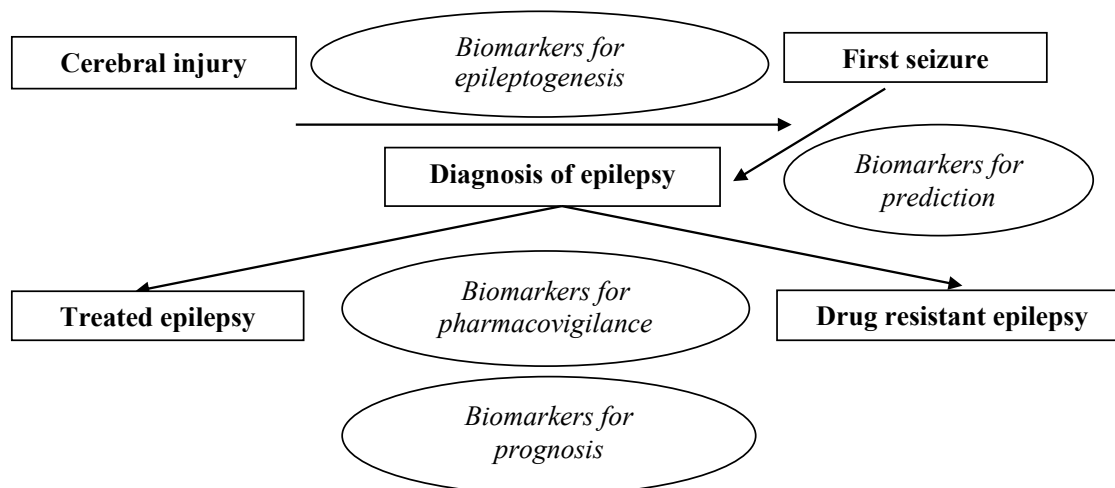 Cerebral injury
Biomarkers for
epileptogenesis
First seizure
Diagnosis of epilepsy
Biomarkers for
prediction
Treated epilepsy
Biomarkers for
pharmacovigilance
Drug resistant epilepsy
Biomarkers for
prognosis